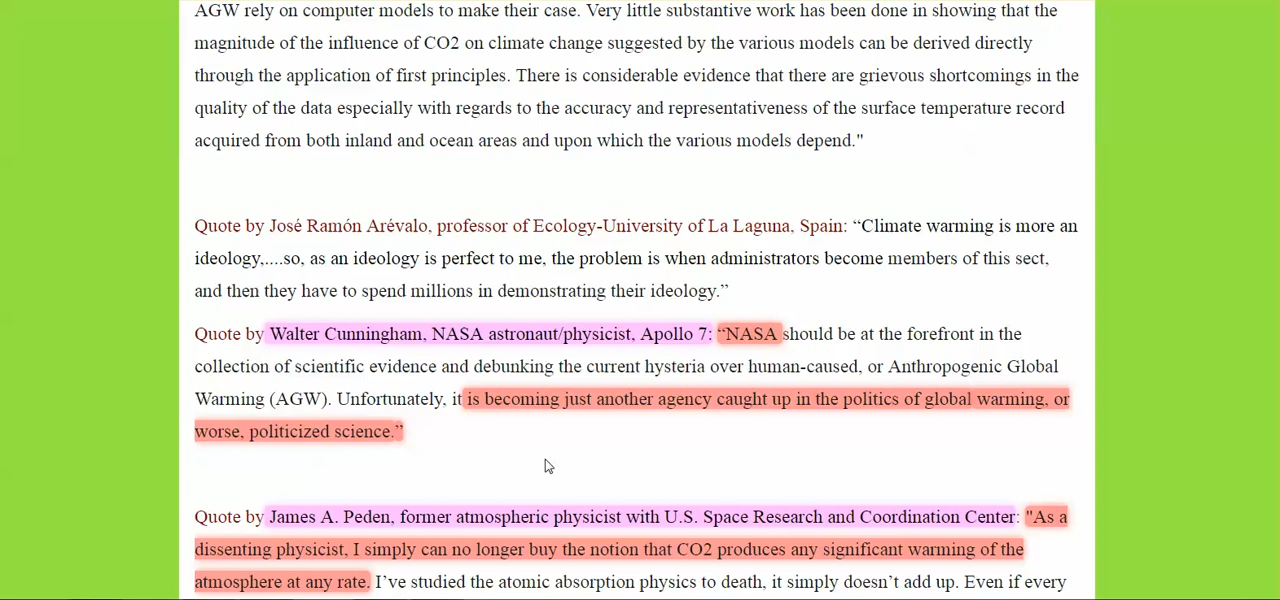 AGW rely on computer models to make their case. Very little substantive work has been done in showing that the
magnitude of the influence of CO2 on climate change suggested by the various models can be derived directly
through the application of first principles. There is considerable evidence that there are grievous shortcomings in the
quality of the data especially with regards to the accuracy and representativeness of the surface temperature record
acquired from both inland and ocean areas and upon which the various models depend."
Quote by José Ramón Arévalo, professor of Ecology-University of La Laguna, Spain: “Climate warming is more an
ideology,....so, as an ideology is perfect to me, the problem is when administrators become members of this sect,
and then they have to spend millions in demonstrating their ideology.”
Quote by Walter Cunningham, NASA astronaut/physicist, Apollo 7: “NASA should be at the forefront in the
collection of scientific evidence and debunking the current hysteria over human-caused, or Anthropogenic Global
Warming (AGW). Unfortunately, it is becoming just another agency caught up in the politics of global warming, or
worse, politicized science.”
Quote by James A. Peden, former atmospheric physicist with U.S. Space Research and Coordination Center: "As a
dissenting physicist, I simply can no longer buy the notion that CO2 produces any significant warming of the
atmosphere at any rate. I’ve studied the atomic absorption physics to death, it simply doesn’t add up. Even if every